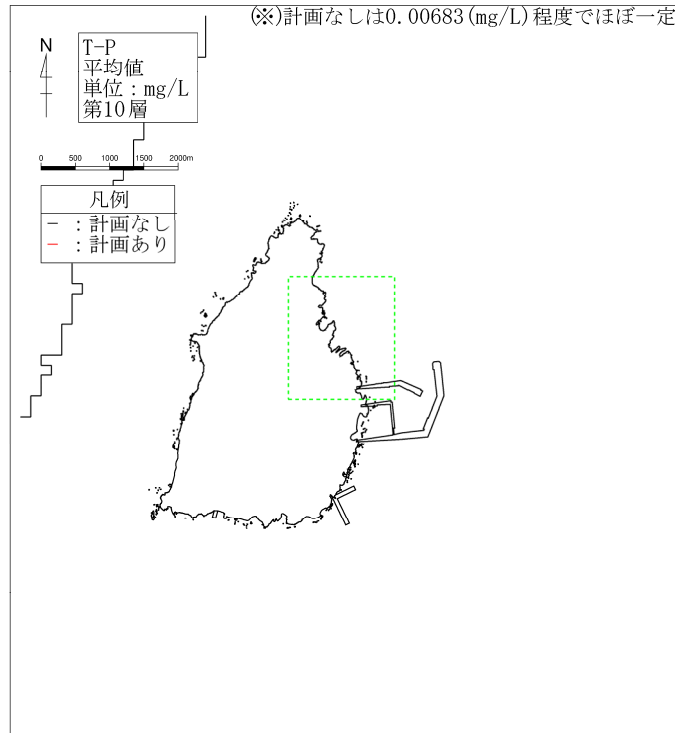 (※)計画なしは0.00683(mg/L)程度でほぼ一定
N
T-P
平均値
単位：mg/L
第10層
0 500 1000 1500 2000m
凡例
－ ：計画なし
－ ：計画あり